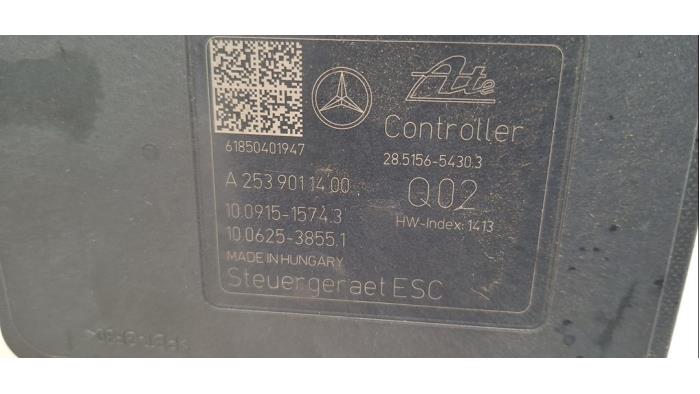 Ate
Controller
61850401947
28.5156-5430.3
A 253 901 14 00
Q02
10.0915-1574.3
HW-Index: 1413
10.0625-3855.1
MADE IN HUNGARY
Steuergeraet ESC